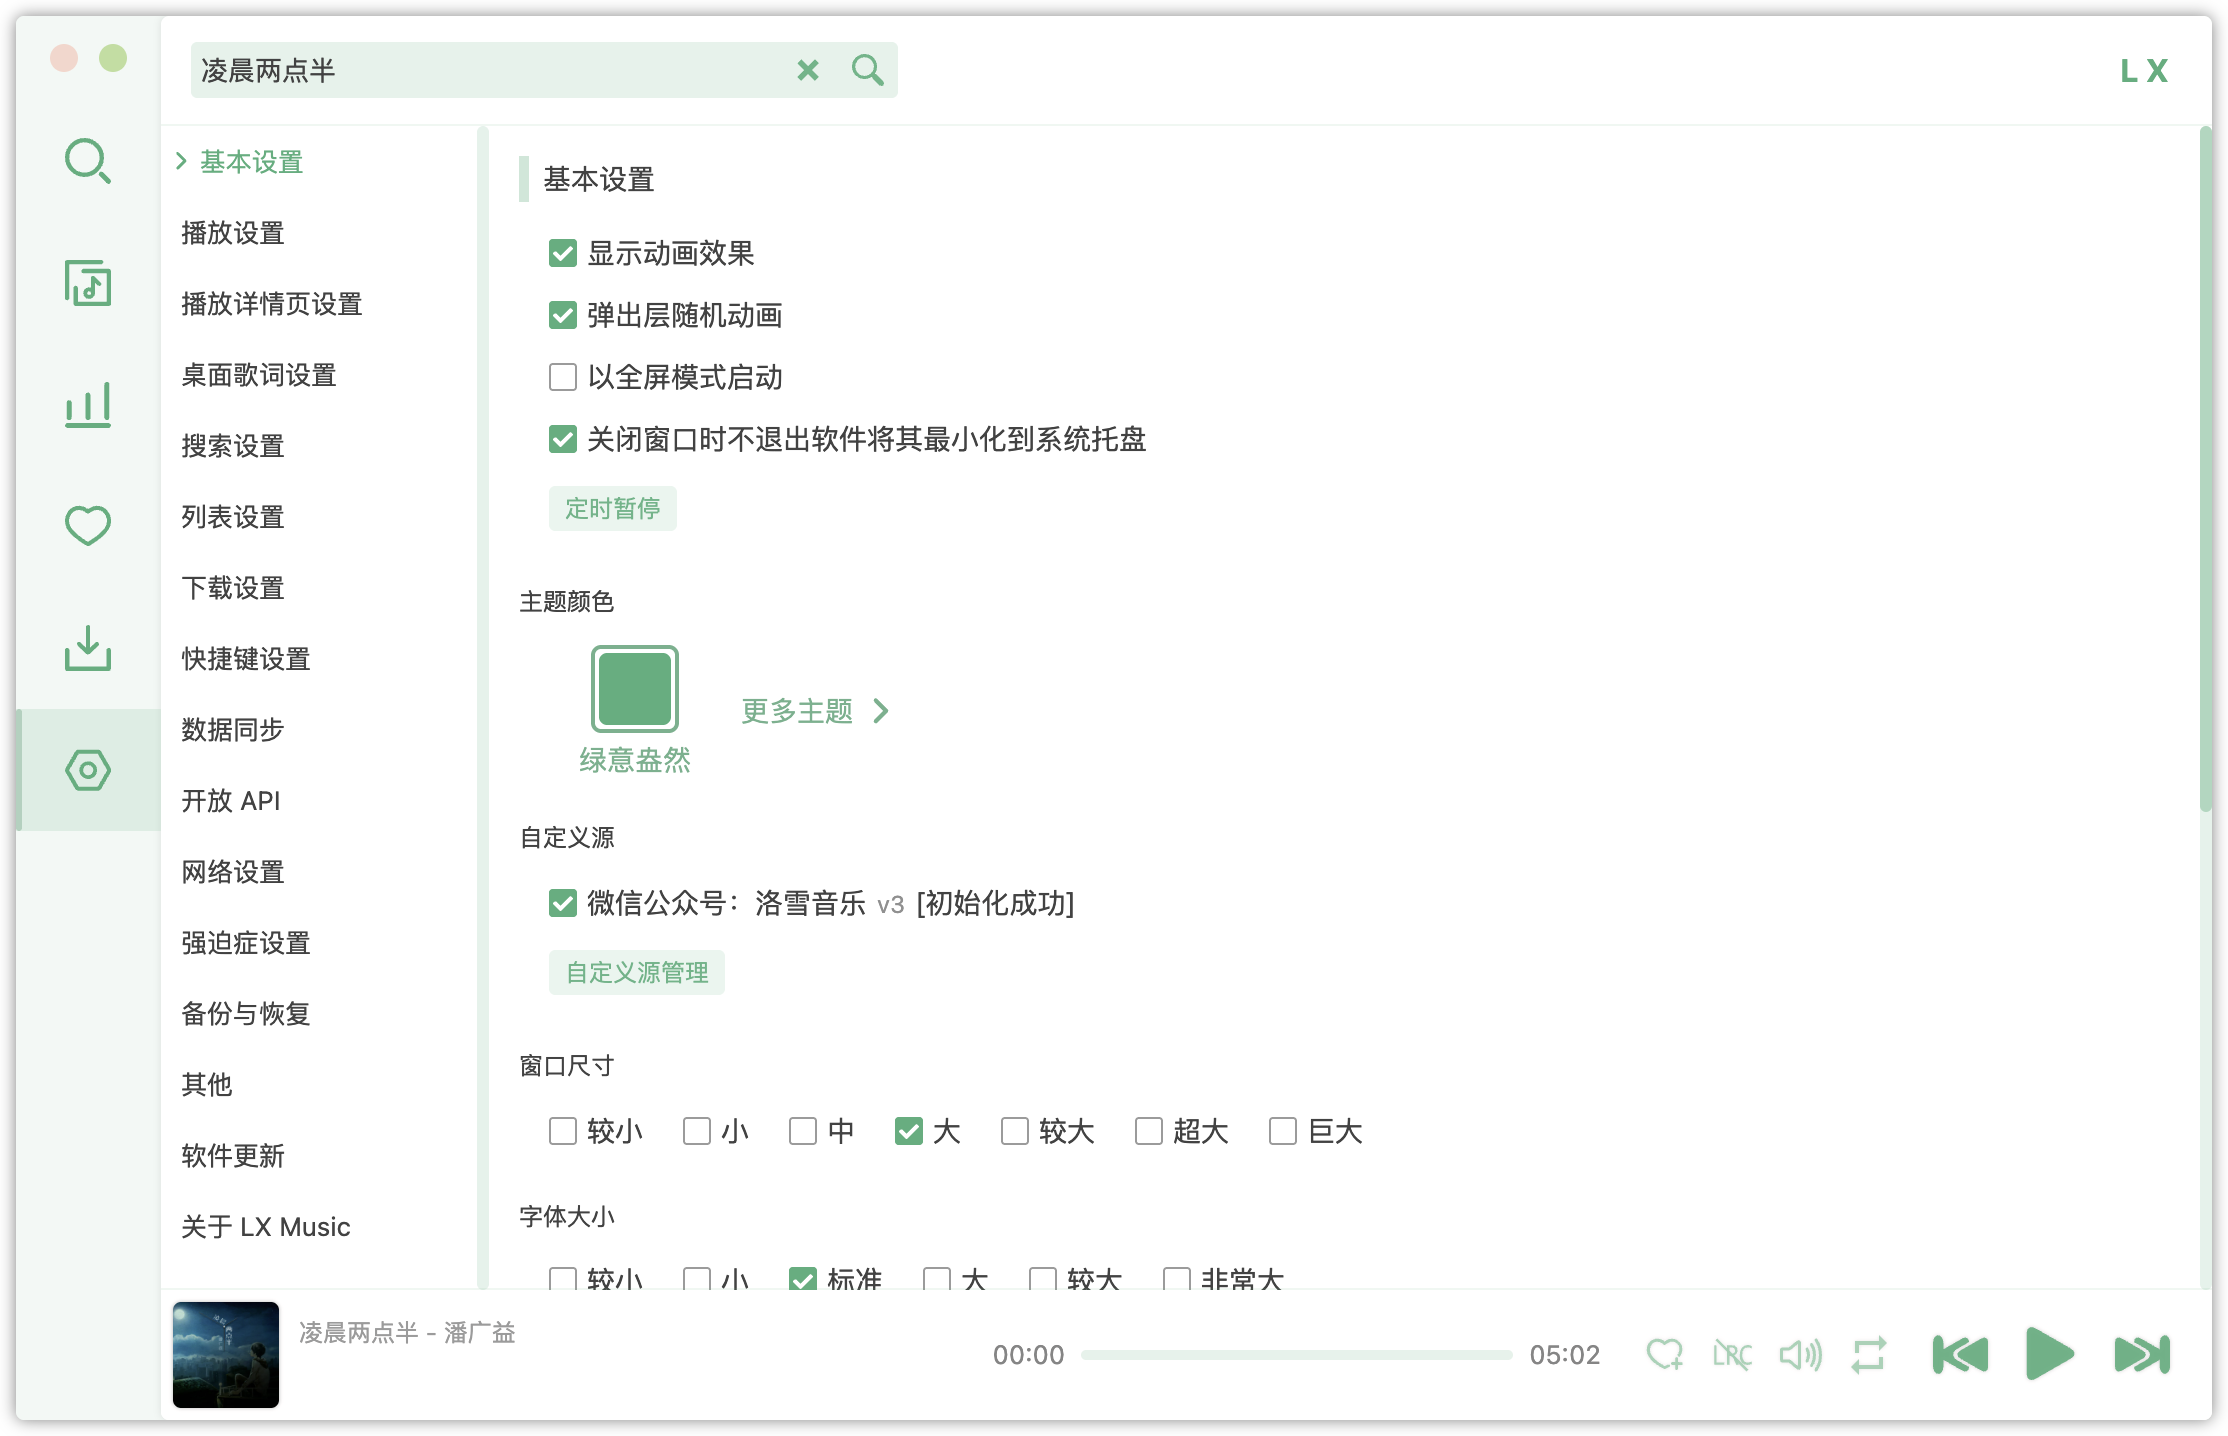 凌晨两点半
LX
基本设置
播放设置
播放详情页设置
桌面歌词设置
搜索设置
列表设置
下载设置
快捷键设置
数据同步
开放 API
网络设置
强迫症设置
备份与恢复
其他
软件更新
关于 LX Music
基本设置
显示动画效果
弹出层随机动画
以全屏模式启动
关闭窗口时不退出软件将其最小化到系统托盘
定时暂停
主题颜色
绿意盎然
更多主题
自定义源
微信公众号：洛雪音乐 v3 [初始化成功]
自定义源管理
窗口尺寸
较小 小 中 大 较大 超大 巨大
字体大小
较小 小 标准 大 较大 非常大
凌晨两点半 - 潘广益
00:00
05:02
LRC